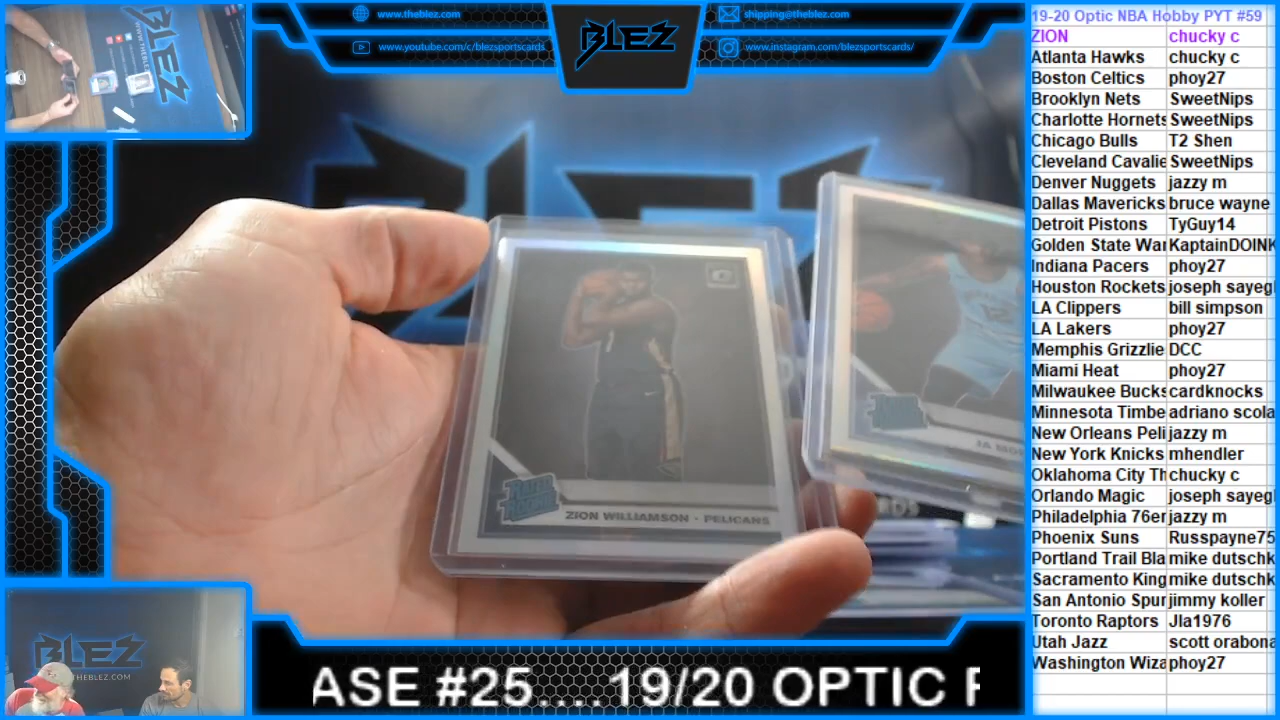 www.theblez.com
www.youtube.com/c/blezsportscards
BLEZ
shipping@theblez.com
www.instagram.com/blezsportscards/
BLEZ
THEBLEZ.COM
RATED ROOKIE
ZION WILLIAMSON • PELICANS
JA MO
ASE #25....19/20 OPTIC
19-20 Optic NBA Hobby PYT #59
ZION chucky c
Atlanta Hawks chucky c
Boston Celtics phoy27
Brooklyn Nets SweetNips
Charlotte Hornets SweetNips
Chicago Bulls T2 Shen
Cleveland Cavalie SweetNips
Denver Nuggets jazzy m
Dallas Mavericks bruce wayne
Detroit Pistons TyGuy14
Golden State War KaptainDOINK
Indiana Pacers phoy27
Houston Rockets joseph sayeg
LA Clippers bill simpson
LA Lakers phoy27
Memphis Grizzlie DCC
Miami Heat phoy27
Milwaukee Bucks cardknocks
Minnesota Timbe adriano scola
New Orleans Peli jazzy m
New York Knicks mhendler
Oklahoma City Th chucky c
Orlando Magic joseph sayeg
Philadelphia 76er jazzy m
Phoenix Suns Russpayne75
Portland Trail Bla mike dutschk
Sacramento King mike dutschk
San Antonio Spur jimmy koller
Toronto Raptors Jla1976
Utah Jazz scott orabona
Washington Wiza phoy27